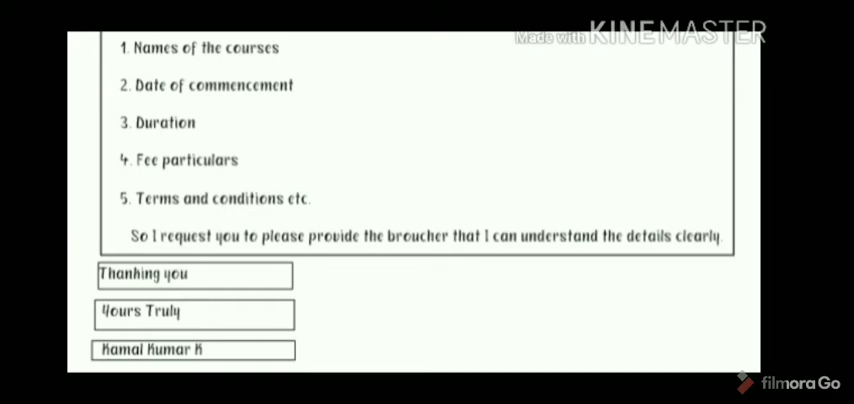 Made with KINEMASTER
1. Names of the courses
2. Date of commencement
3. Duration
4. Fee particulars
5. Terms and conditions etc.
So I request you to please provide the broucher that I can understand the details clearly.
Thanking you
Yours Truly
Kamal Kumar K
filmora Go